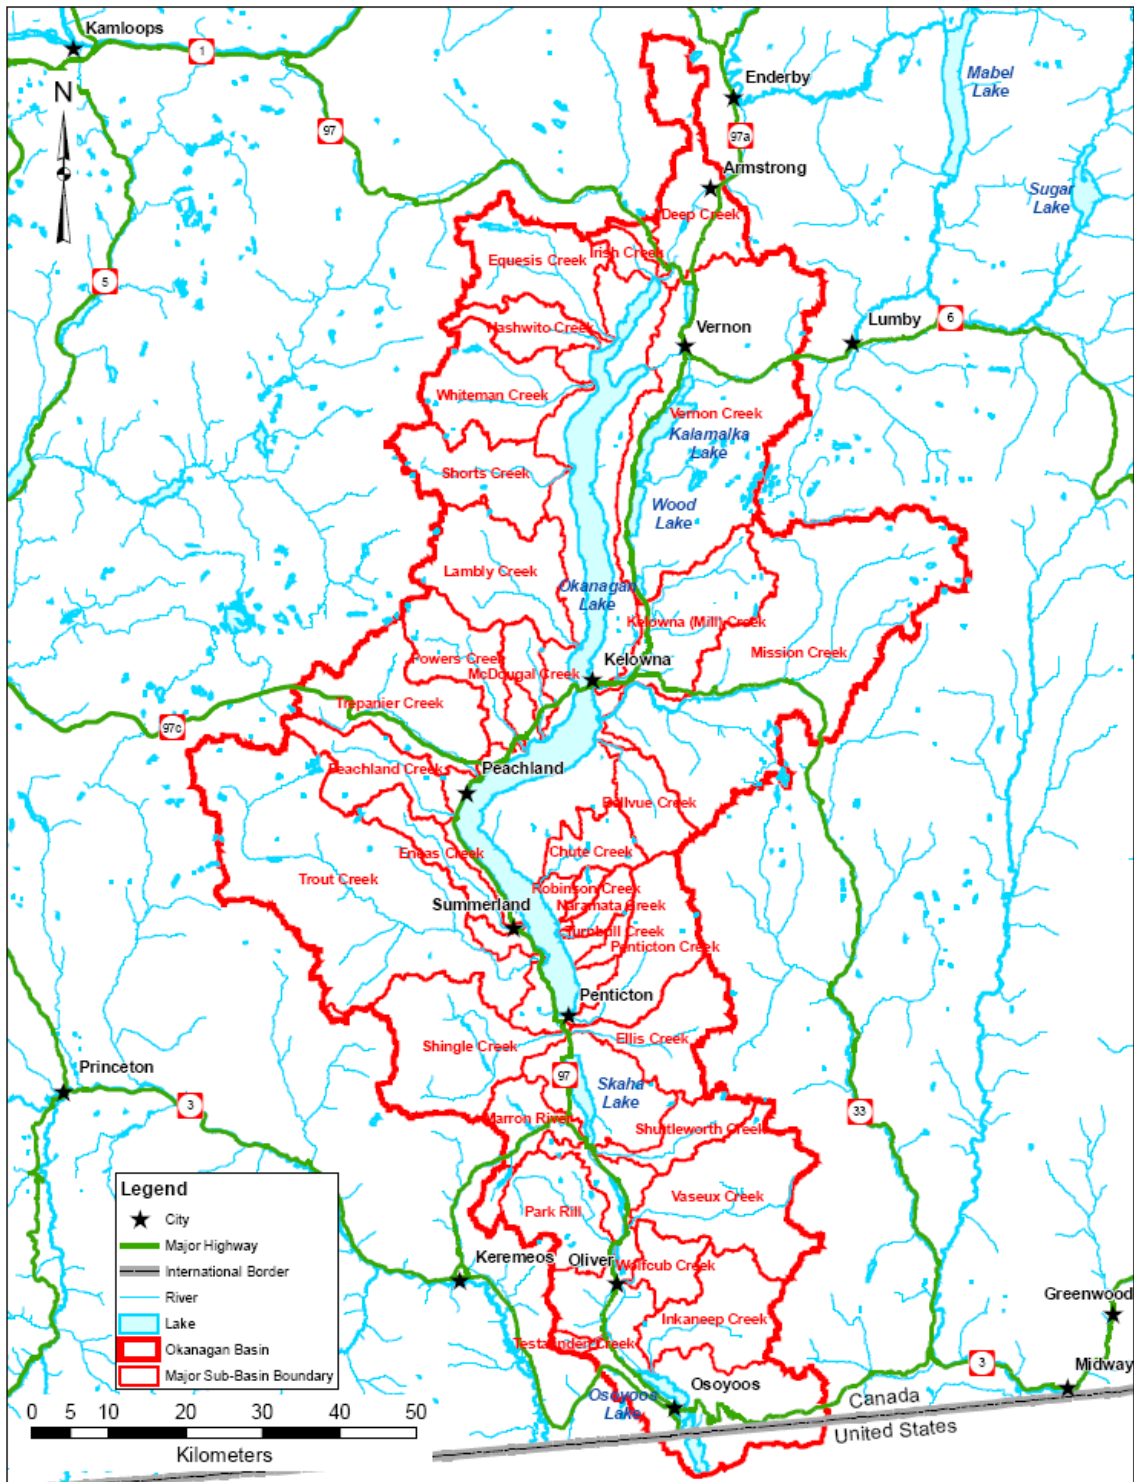 Kamloops
1
N
97
Enderby
Mabel
Lake
97a
Armstrong
Sugar
Lake
Deep Creek
Irish Creek
Equesis Creek
5
Nashwito Creek
Vernon
Lumby
6
Whiteman Creek
Vernon Creek
Kalamalka
Lake
Shorts Creek
Wood
Lake
Lambly Creek
Okanagan
Lake
Kelowna (Mill) Creek
Mission Creek
Powers Creek
Kelowna
McDougal Creek
Trepanier Creek
97c
Peachland
Peachland Creek
Bellvue Creek
Chute Creek
Eneas Creek
Trout Creek
Robinson Creek
Summerland
Naramata Creek
Turnbull Creek
Penticton Creek
Penticton
Ellis Creek
Shingle Creek
Princeton
97
Skaha
Lake
3
33
Marron River
Shuttleworth Creek
Vaseux Creek
Park Rill
Keremeos
Oliver
Wolfcub Creek
Greenwood
Inkaneep Creek
Testalinden Creek
3
Midway
Osoyoos
Osoyoos
Lake
Canada
United States
Legend
City
Major Highway
International Border
River
Lake
Okanagan Basin
Major Sub-Basin Boundary
0 5 10 20 30 40 50
Kilometers